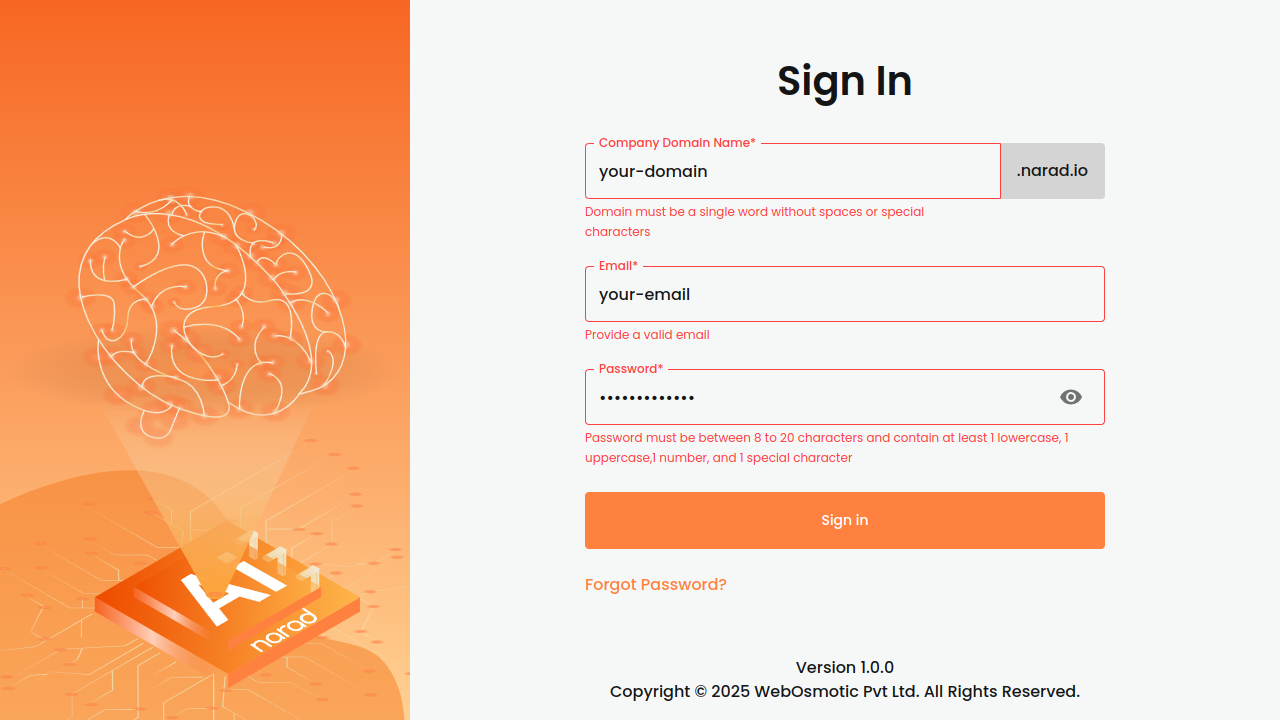 Sign In
Company Domain Name*
your-domain
.narad.io
Domain must be a single word without spaces or special
characters
Email*
your-email
Provide a valid email
Password*
•••••••••••••
Password must be between 8 to 20 characters and contain at least 1 lowercase, 1
uppercase,1 number, and 1 special character
Sign in
Forgot Password?
AI
narad
1
1
1
Version 1.0.0
Copyright © 2025 WebOsmotic Pvt Ltd. All Rights Reserved.